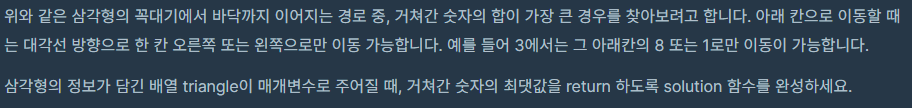 위와 같은 삼각형의 꼭대기에서 바닥까지 이어지는 경로 중, 거쳐간 숫자의 합이 가장 큰 경우를 찾아보려고 합니다. 아래 칸으로 이동할 때
는 대각선 방향으로 한 칸 오른쪽 또는 왼쪽으로만 이동 가능합니다. 예를 들어 3에서는 그 아래칸의 8 또는 1로만 이동이 가능합니다.
삼각형의 정보가 담긴 배열 triangle이 매개변수로 주어질 때, 거쳐간 숫자의 최댓값을 return 하도록 solution 함수를 완성하세요.